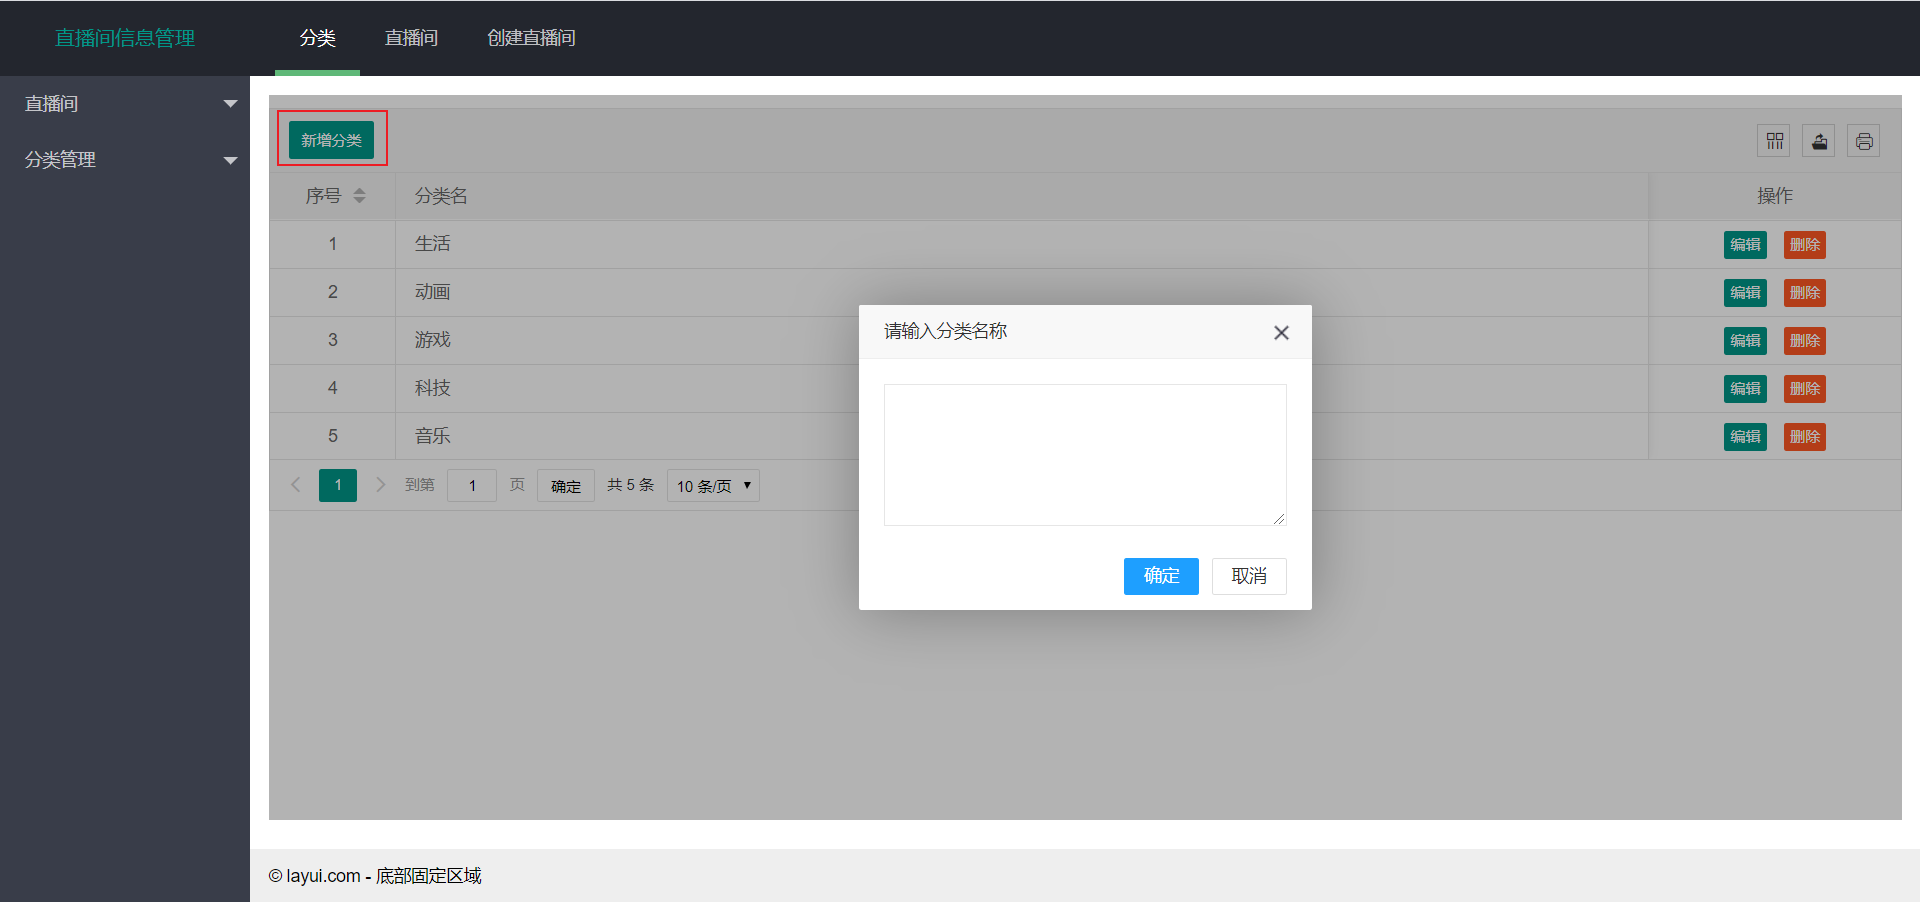 直播间信息管理 分类 直播间 创建直播间
直播间
分类管理
新增分类
序号 分类名 操作
1 生活 编辑 删除
2 动画 编辑 删除
3 游戏 编辑 删除
4 科技 编辑 删除
5 音乐 编辑 删除
1 到第 1 页 确定 共 5 条 10 条/页
请输入分类名称
确定 取消
© layui.com - 底部固定区域